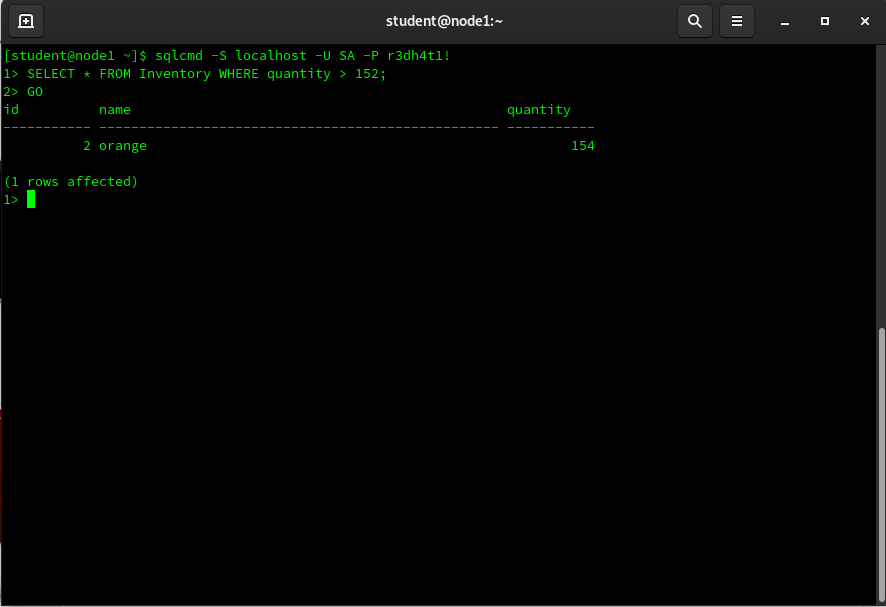 student@node1:~
[student@node1 ~]$ sqlcmd -S localhost -U SA -P r3dh4t1!
1> SELECT * FROM Inventory WHERE quantity > 152;
2> GO
id          name                                               quantity
----------- -------------------------------------------------- -----------
          2 orange                                                     154
(1 rows affected)
1>